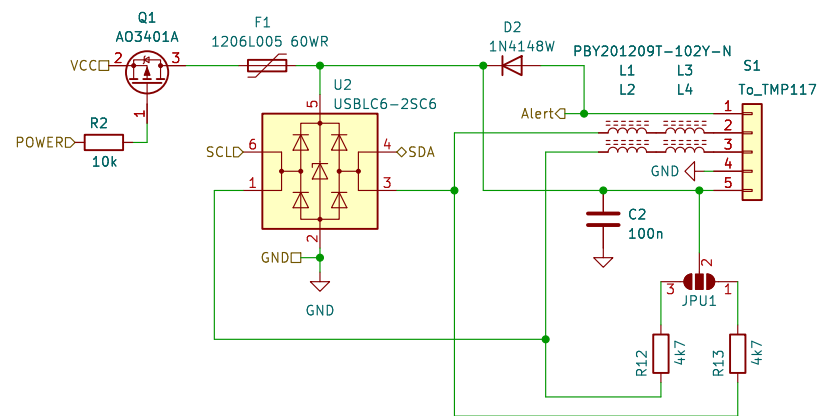 Q1
AO3401A
VCC
2
3
1
F1
1206L005 60WR
D2
1N4148W
PBY201209T-102Y-N
L1 L3
L2 L4
S1
To_TMP117
Alert
1
2
3
4
5
GND
R2
10k
POWER
U2
USBLC6-2SC6
5
SCL
6
4
SDA
1
3
2
GND
GND
C2
100n
2
3
1
JPU1
R12
4k7
R13
4k7